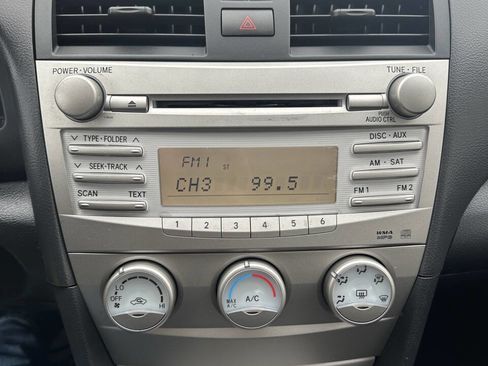 POWER·VOLUME
TUNE·FILE
PUSH
AUDIO CTRL
TYPE·FOLDER
SEEK·TRACK
SCAN TEXT
FM1 ST
CH3 99.5
DISC·AUX
AM·SAT
FM1 FM2
1 2 3 4 5 6
WMA
MP3
LO
OFF
HI
MAX
A/C
A/C